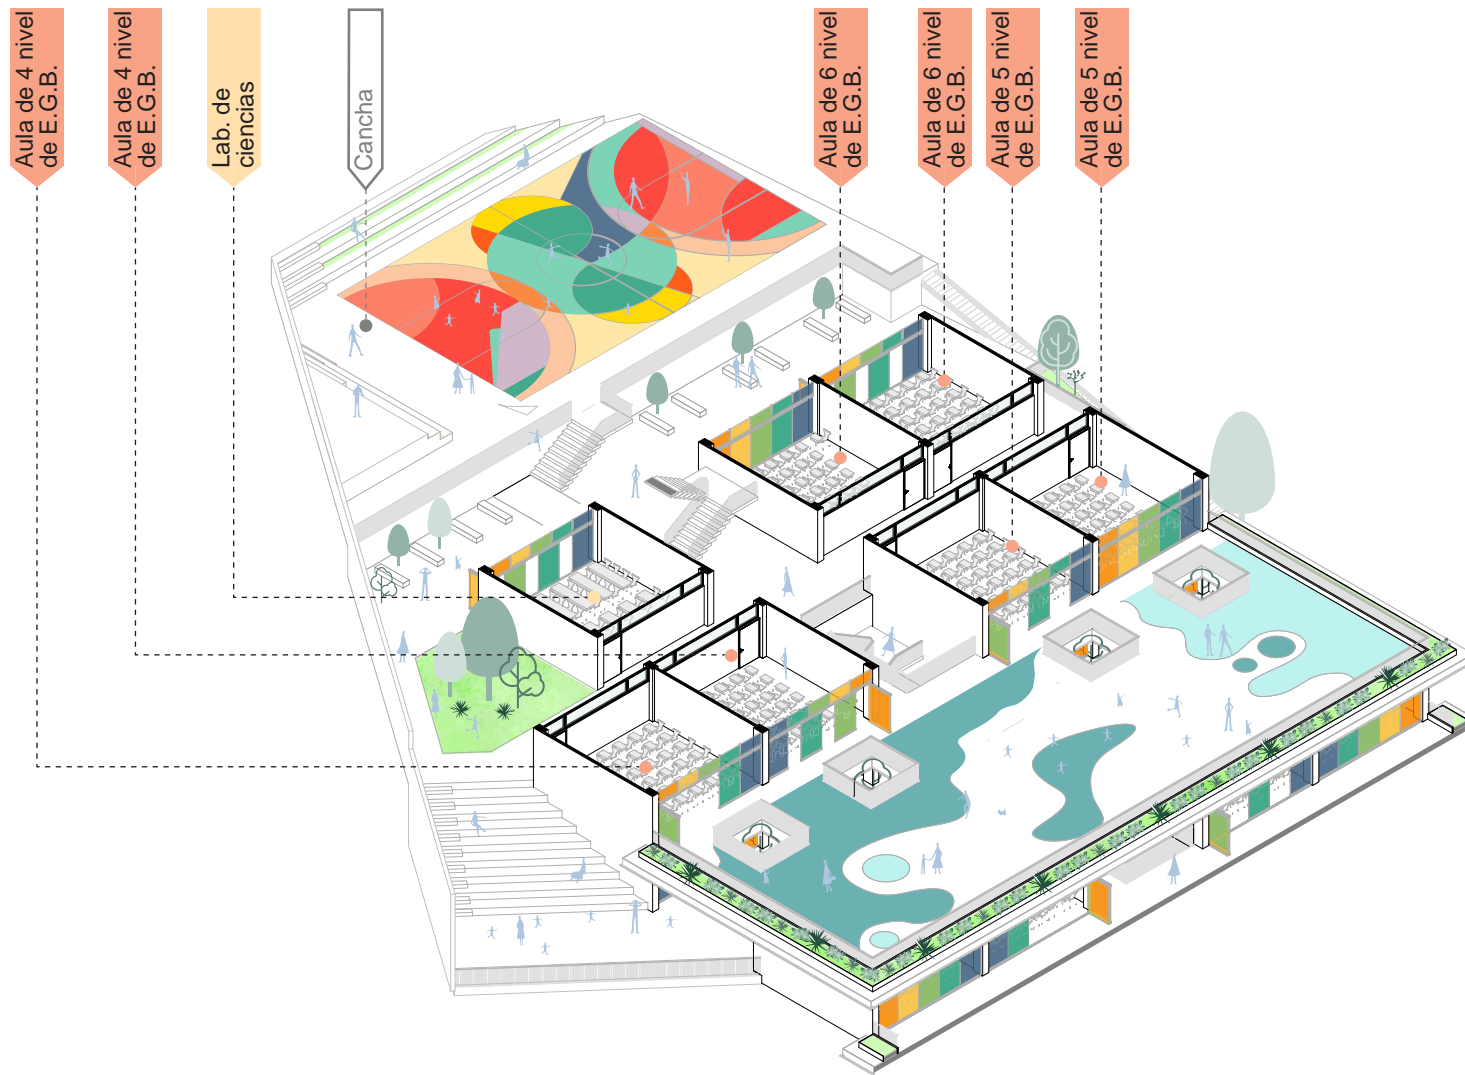 Aula de 4 nivel
de E.G.B.
Aula de 4 nivel
de E.G.B.
Lab. de
ciencias
Cancha
Aula de 6 nivel
de E.G.B.
Aula de 6 nivel
de E.G.B.
Aula de 5 nivel
de E.G.B.
Aula de 5 nivel
de E.G.B.